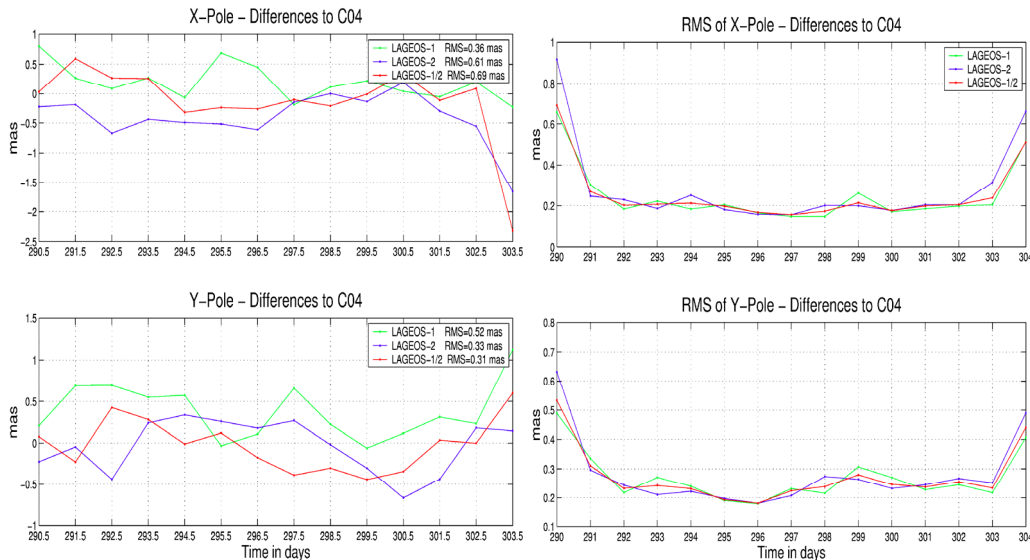 X-Pole - Differences to C04
mas
1
0.5
0
-0.5
-1
-1.5
-2
-2.5
LAGEOS-1 RMS=0.36 mas
LAGEOS-2 RMS=0.61 mas
LAGEOS-1/2 RMS=0.69 mas
290.5 291.5 292.5 293.5 294.5 295.5 296.5 297.5 298.5 299.5 300.5 301.5 302.5 303.5
RMS of X-Pole - Differences to C04
mas
1
0.8
0.6
0.4
0.2
0
LAGEOS-1
LAGEOS-2
LAGEOS-1/2
290 291 292 293 294 295 296 297 298 299 300 301 302 303 304
Y-Pole - Differences to C04
mas
1.5
1
0.5
0
-0.5
-1
LAGEOS-1 RMS=0.52 mas
LAGEOS-2 RMS=0.33 mas
LAGEOS-1/2 RMS=0.31 mas
290.5 291.5 292.5 293.5 294.5 295.5 296.5 297.5 298.5 299.5 300.5 301.5 302.5 303.5
Time in days
RMS of Y-Pole - Differences to C04
mas
0.8
0.7
0.6
0.5
0.4
0.3
0.2
0.1
LAGEOS-1
LAGEOS-2
LAGEOS-1/2
290 291 292 293 294 295 296 297 298 299 300 301 302 303 304
Time in days